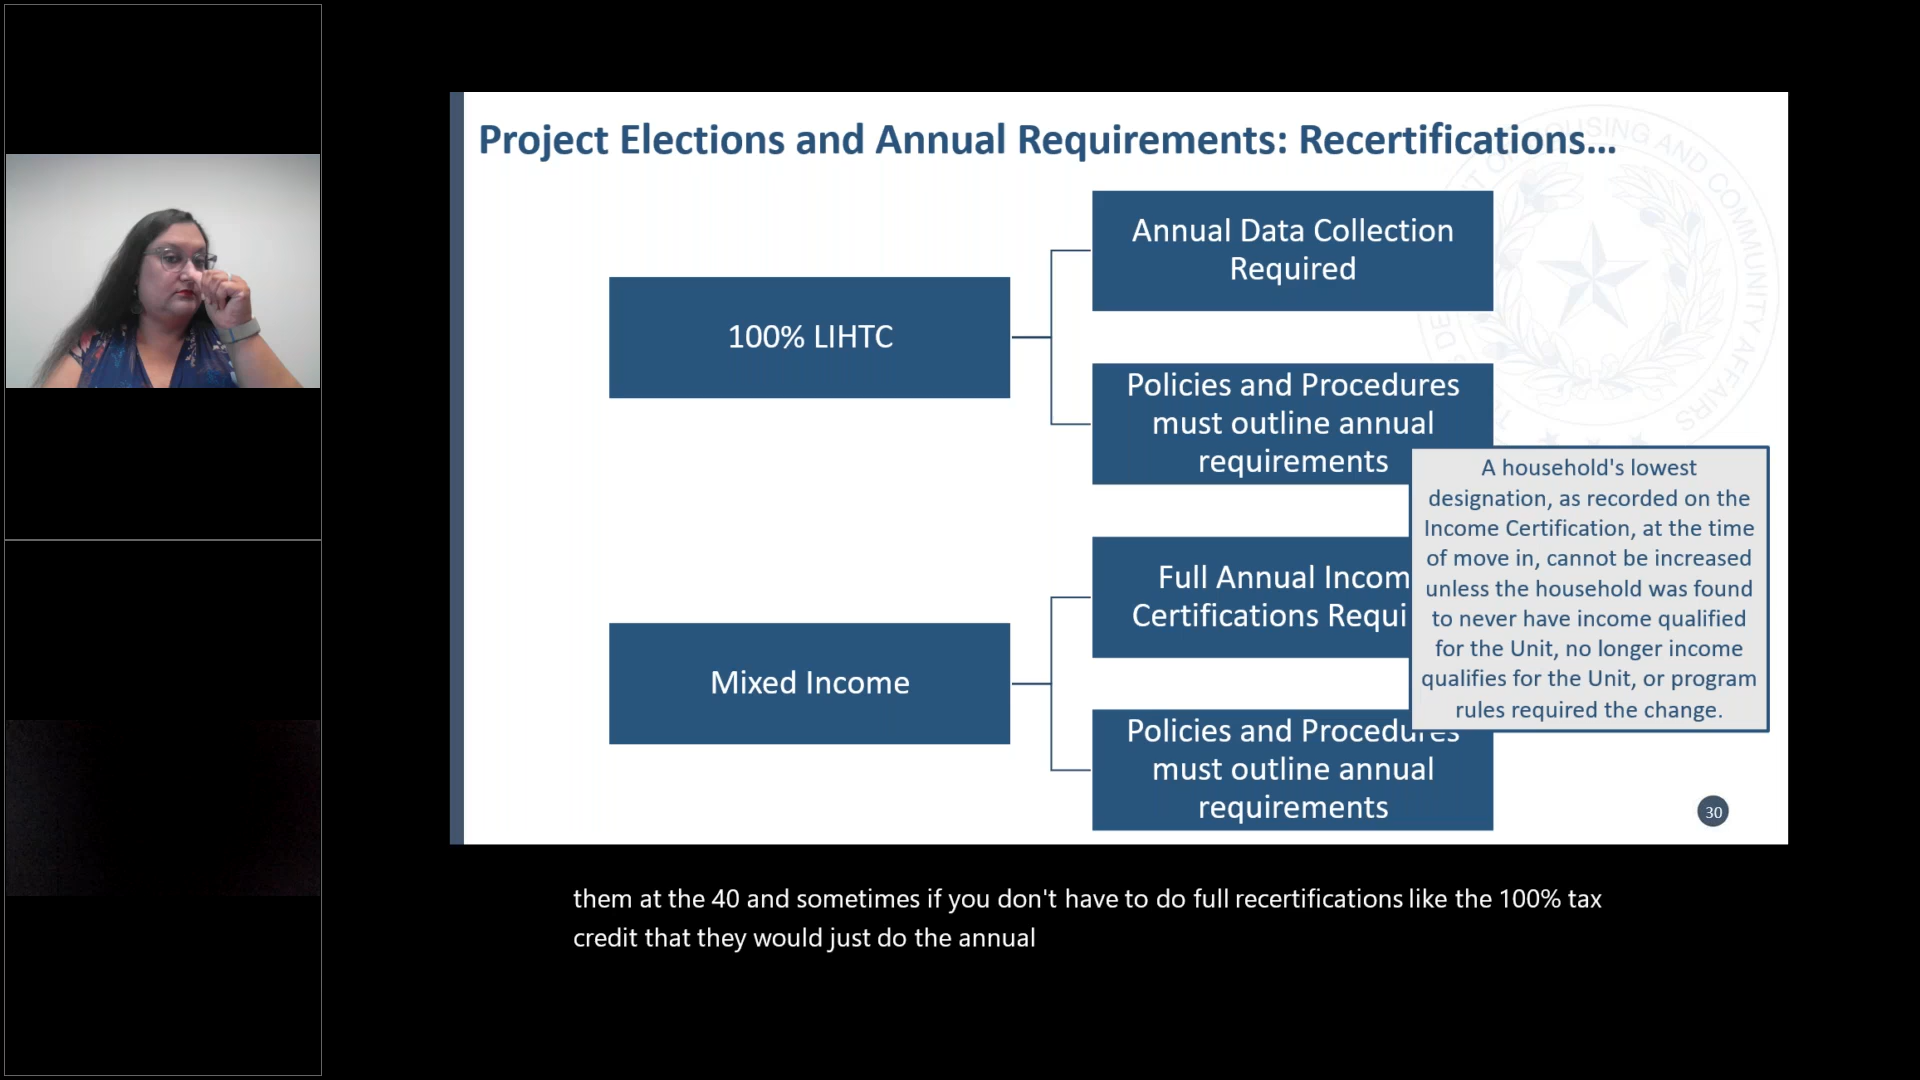 Project Elections and Annual Requirements: Recertifications...
100% LIHTC
Annual Data Collection
Required
Policies and Procedures
must outline annual
requirements
Mixed Income
Full Annual Incom
Certifications Requi
Policies and Procedures
must outline annual
requirements
A household's lowest
designation, as recorded on the
Income Certification, at the time
of move in, cannot be increased
unless the household was found
to never have income qualified
for the Unit, no longer income
qualifies for the Unit, or program
rules required the change.
30
them at the 40 and sometimes if you don't have to do full recertifications like the 100% tax
credit that they would just do the annual